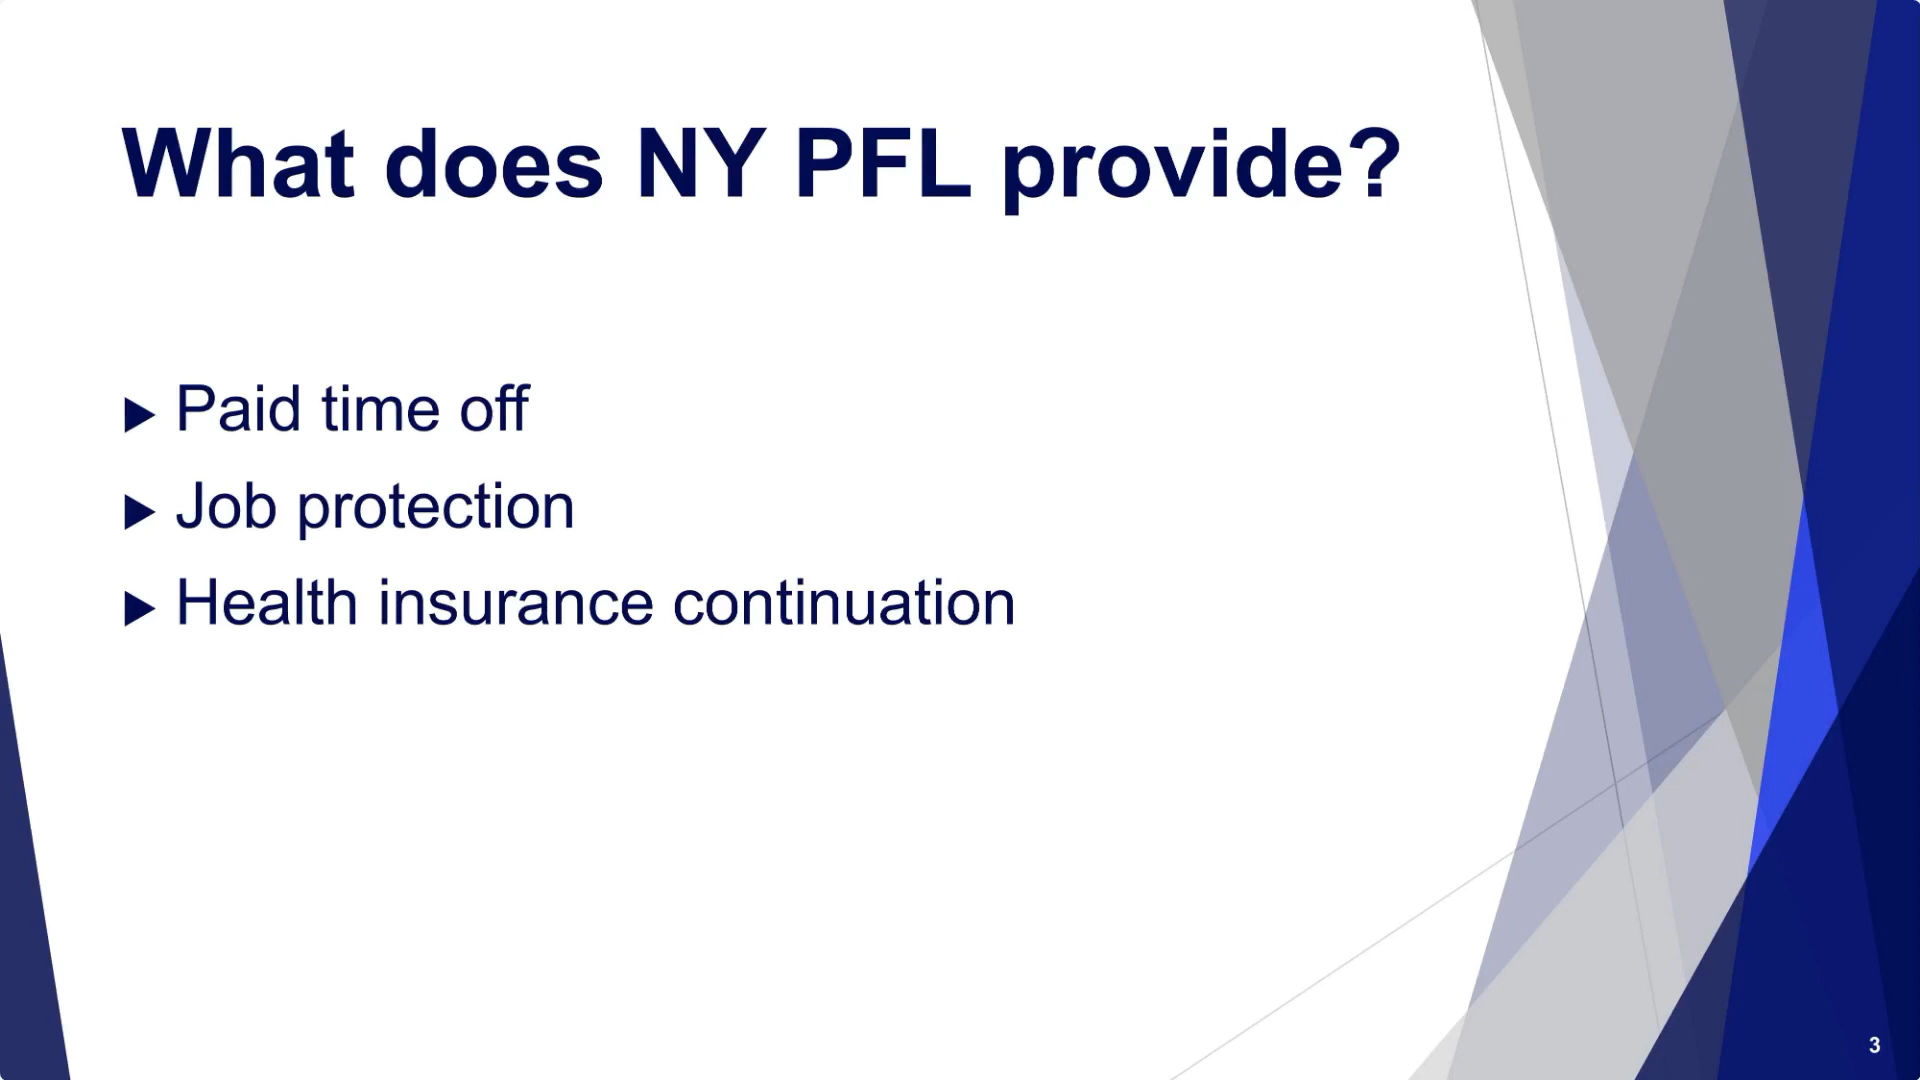 What does NY PFL provide?
Paid time off
Job protection
Health insurance continuation
3